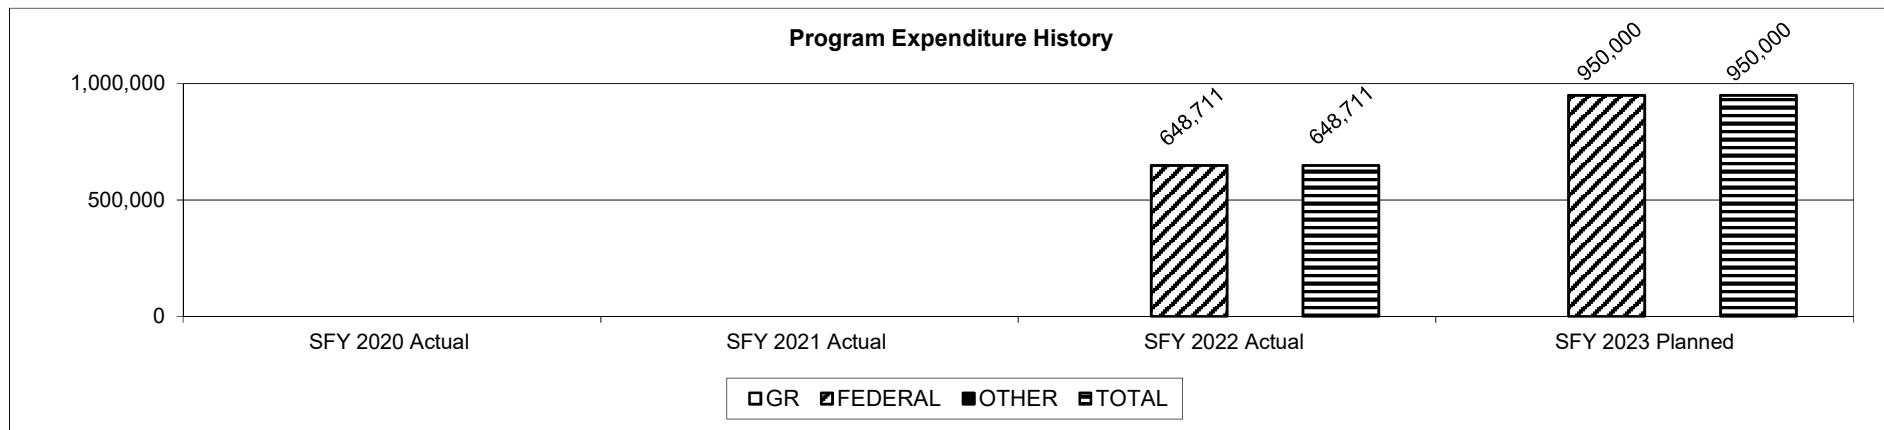 Program Expenditure History
950,000 950,000
1,000,000
648,711 648,711
500,000
0
SFY 2020 Actual SFY 2021 Actual SFY 2022 Actual SFY 2023 Planned
GR FEDERAL OTHER TOTAL